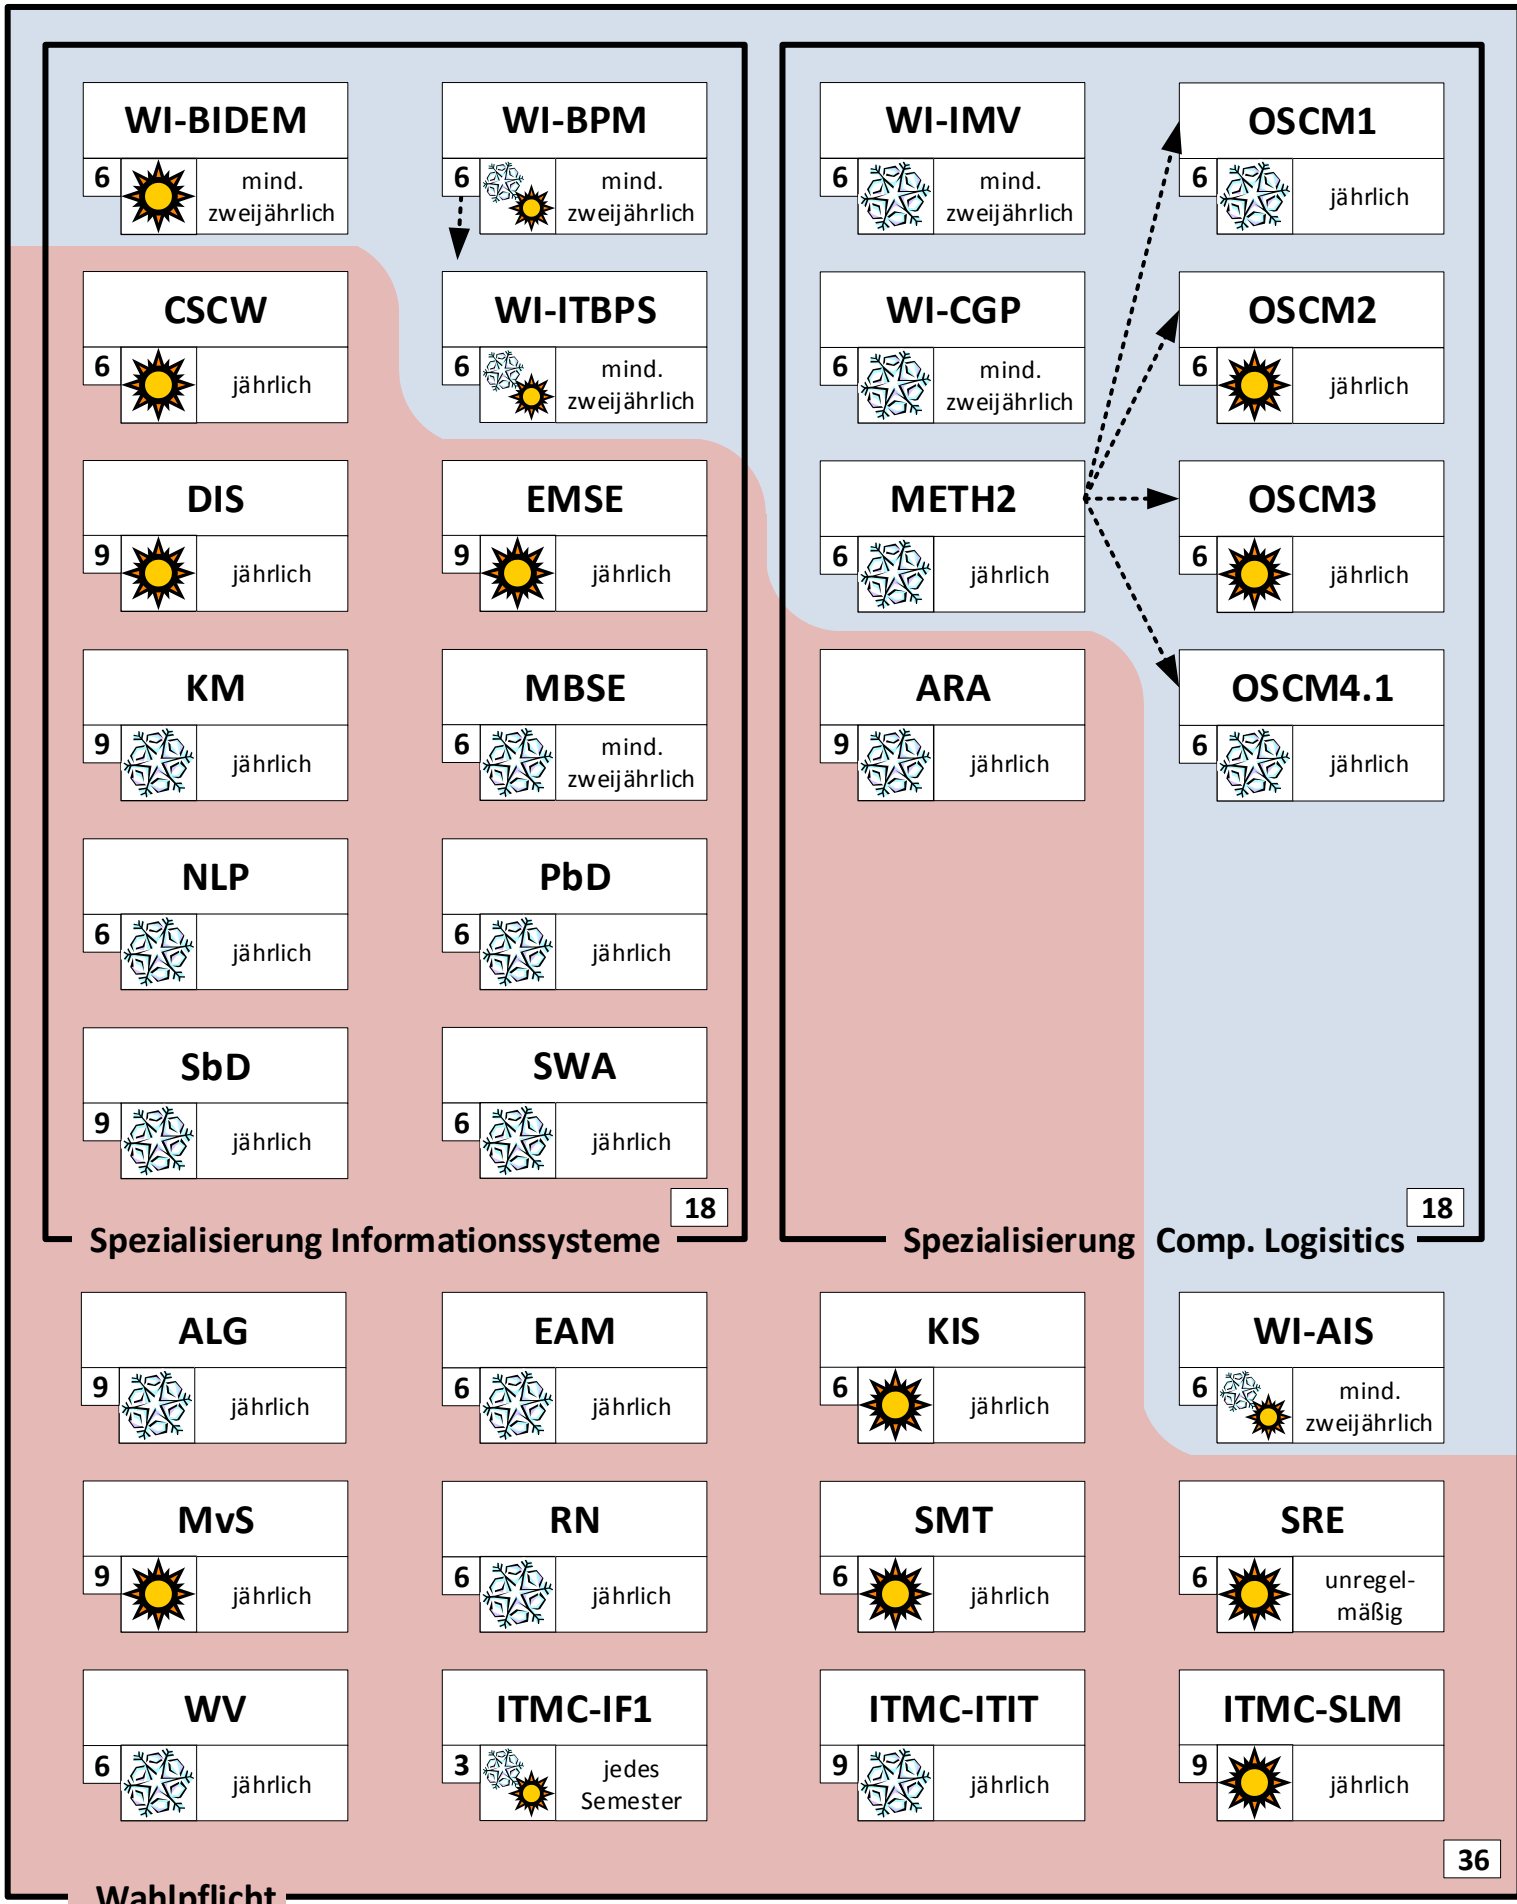 WI-BIDEM
6
mind.
zweijährlich
WI-BPM
6
mind.
zweijährlich
CSCW
6
jährlich
WI-ITBPS
6
mind.
zweijährlich
DIS
9
jährlich
EMSE
9
jährlich
KM
9
jährlich
MBSE
6
mind.
zweijährlich
NLP
6
jährlich
PbD
6
jährlich
SbD
9
jährlich
SWA
6
jährlich
18
Spezialisierung Informationssysteme
WI-IMV
6
mind.
zweijährlich
OSCM1
6
jährlich
WI-CGP
6
mind.
zweijährlich
OSCM2
6
jährlich
METH2
6
jährlich
OSCM3
6
jährlich
ARA
9
jährlich
OSCM4.1
6
jährlich
18
Spezialisierung Comp. Logisitics
ALG
9
jährlich
EAM
6
jährlich
KIS
6
jährlich
WI-AIS
6
mind.
zweijährlich
MvS
9
jährlich
RN
6
jährlich
SMT
6
jährlich
SRE
6
unregel-
mäßig
WV
6
jährlich
ITMC-IF1
3
jedes
Semester
ITMC-ITIT
9
jährlich
ITMC-SLM
9
jährlich
36
Wahlpflicht